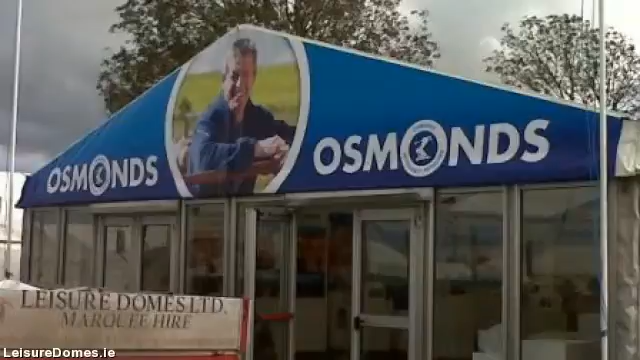 OSMONDS
OSMONDS
LEISURE DOMES LTD.
MARQUEE HIRE
LeisureDomes.ie